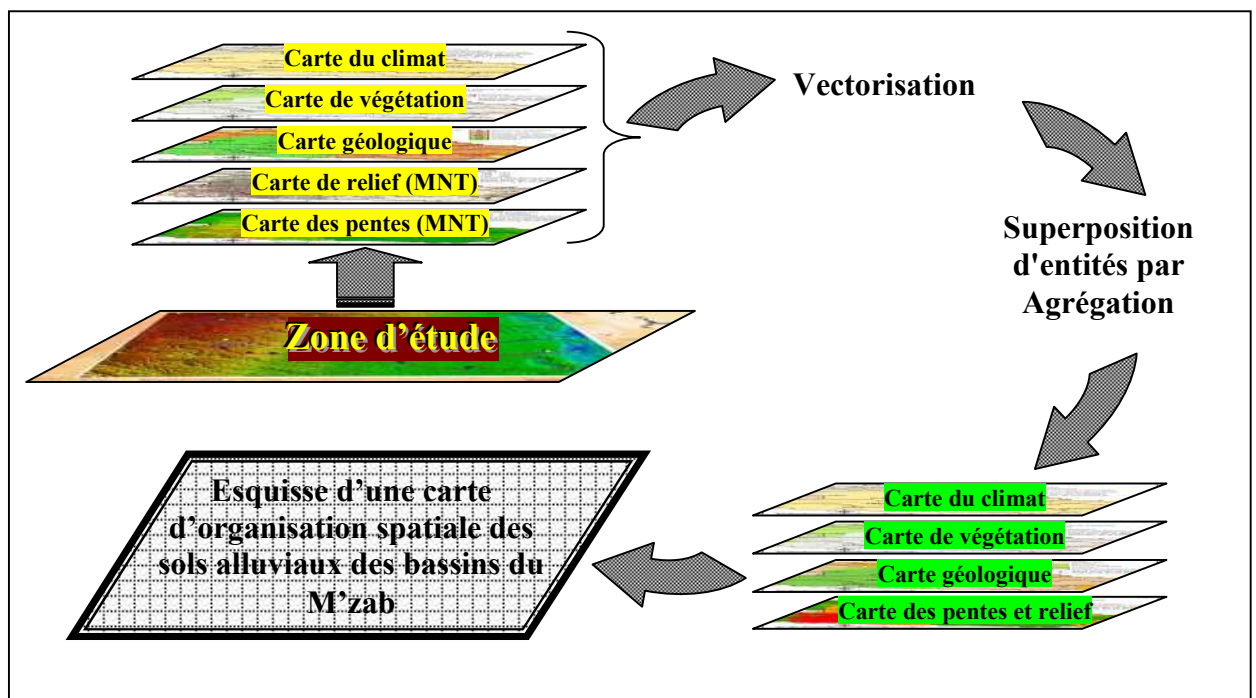 Carte du climat
Carte de végétation
Carte géologique
Carte de relief (MNT)
Carte des pentes (MNT)
Zone d’étude
Vectorisation
Superposition
d'entités par
Agrégation
Carte du climat
Carte de végétation
Carte géologique
Carte des pentes et relief
Esquisse d’une carte
d’organisation spatiale des
sols alluviaux des bassins du
M’zab